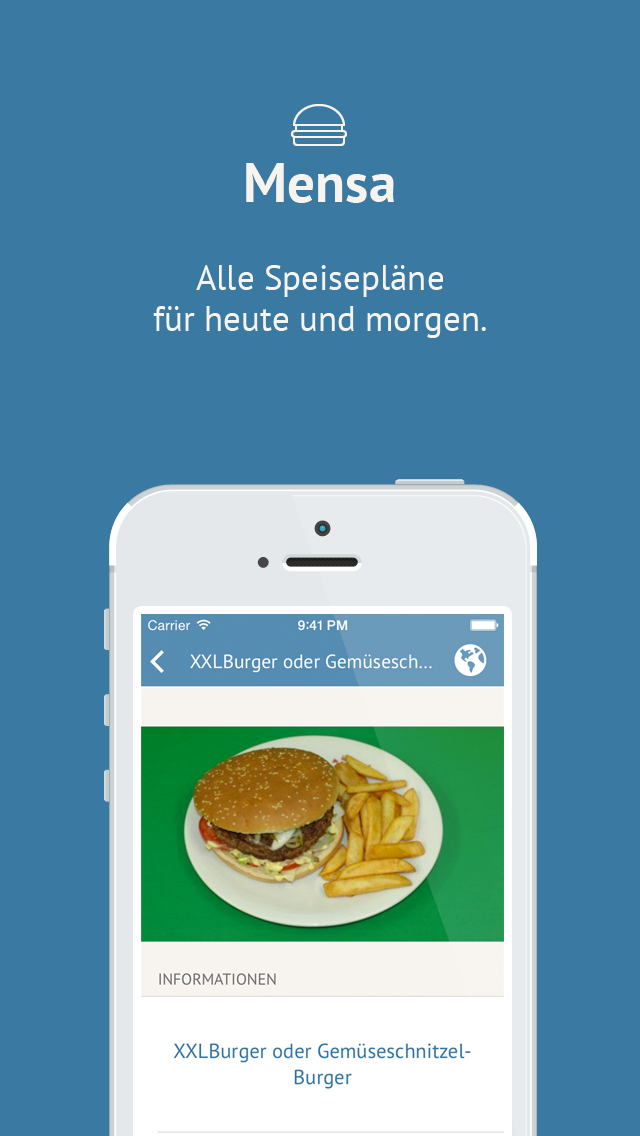 Mensa
Alle Speisepläne
für heute und morgen.
Carrier
9:41 PM
XXLBurger oder Gemüsesch...
INFORMATIONEN
XXLBurger oder Gemüseschnitzel-
Burger